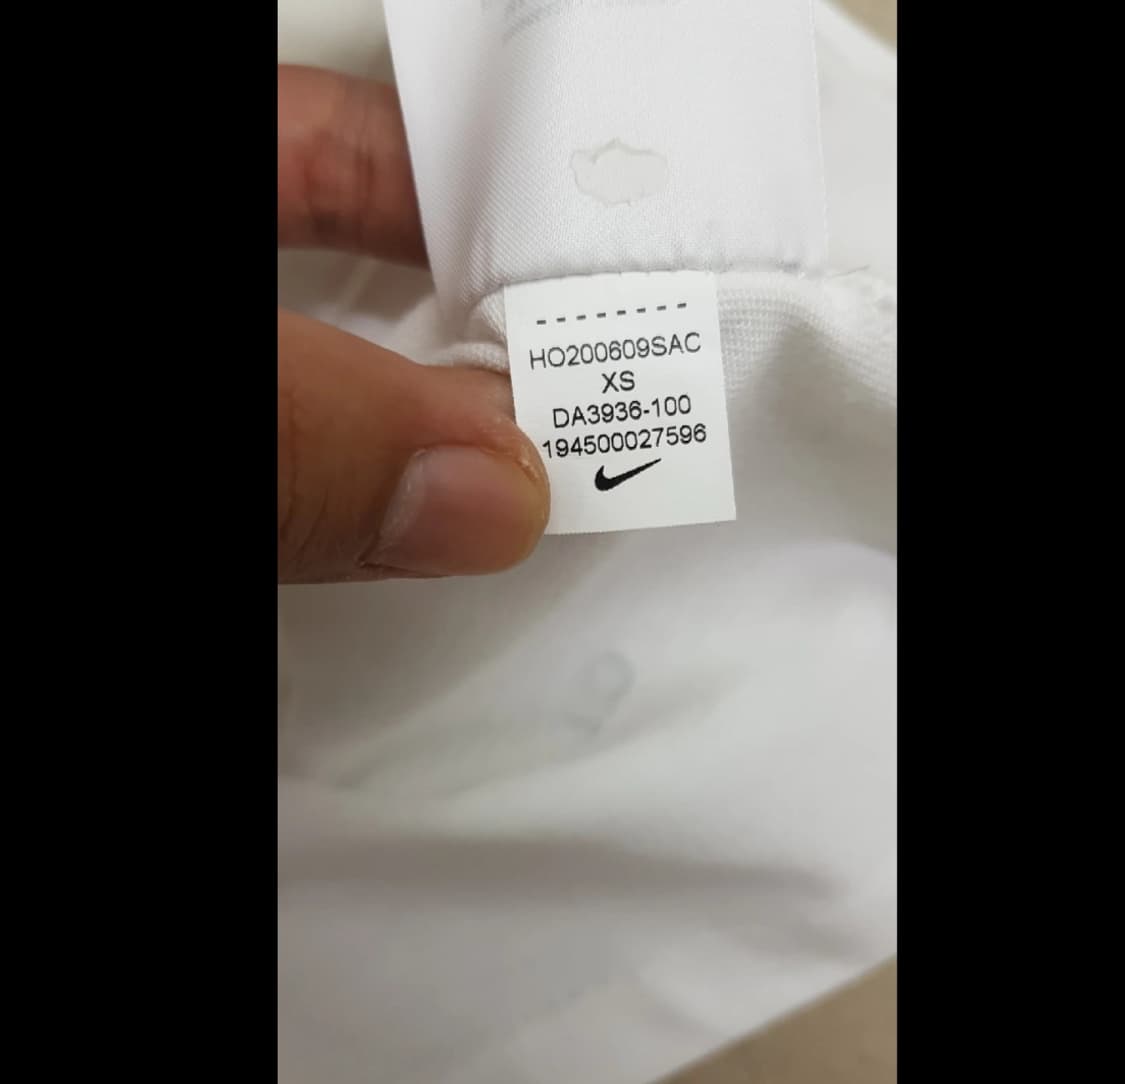 --------
HO200609SAC
XS
DA3936-100
194500027596